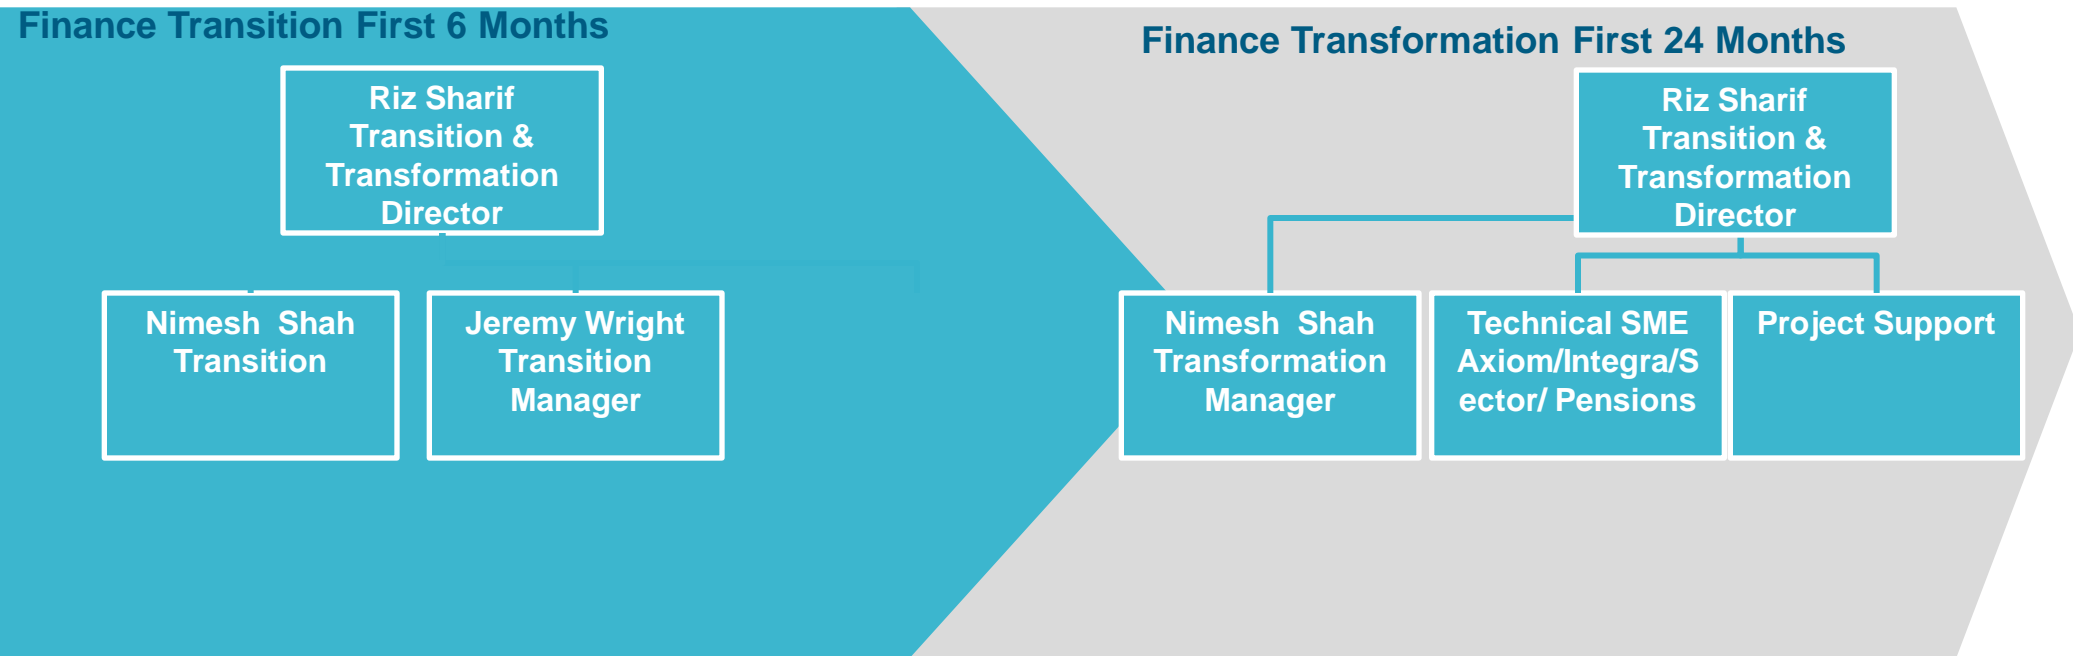 Finance Transition First 6 Months
Riz Sharif
Transition &
Transformation
Director
Nimesh  Shah
Transition
Jeremy Wright
Transition
Manager
Finance Transformation First 24 Months
Riz Sharif
Transition &
Transformation
Director
Nimesh  Shah
Transformation
Manager
Technical SME
Axiom/Integra/S
ector/ Pensions
Project Support